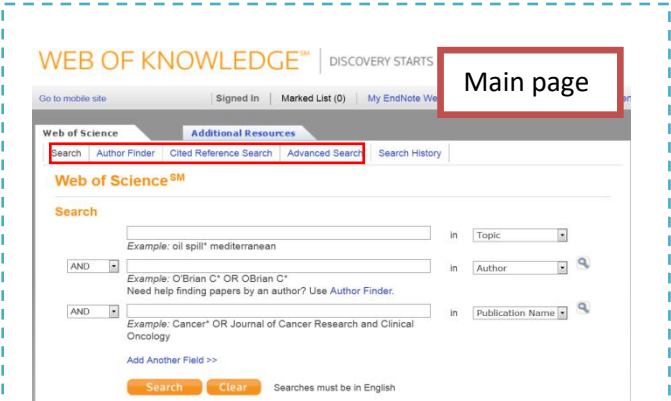 WEB OF KNOWLEDGE℠ | DISCOVERY STARTS
Main page
Go to mobile site | Signed In | Marked List (0) | My EndNote We
Web of Science Additional Resources
Search | Author Finder | Cited Reference Search | Advanced Search | Search History
Web of Science℠
Search
in Topic
Example: oil spill* mediterranean
AND in Author
Example: O'Brian C* OR OBrian C*
Need help finding papers by an author? Use Author Finder.
AND in Publication Name
Example: Cancer* OR Journal of Cancer Research and Clinical
Oncology
Add Another Field >>
Search Clear Searches must be in English